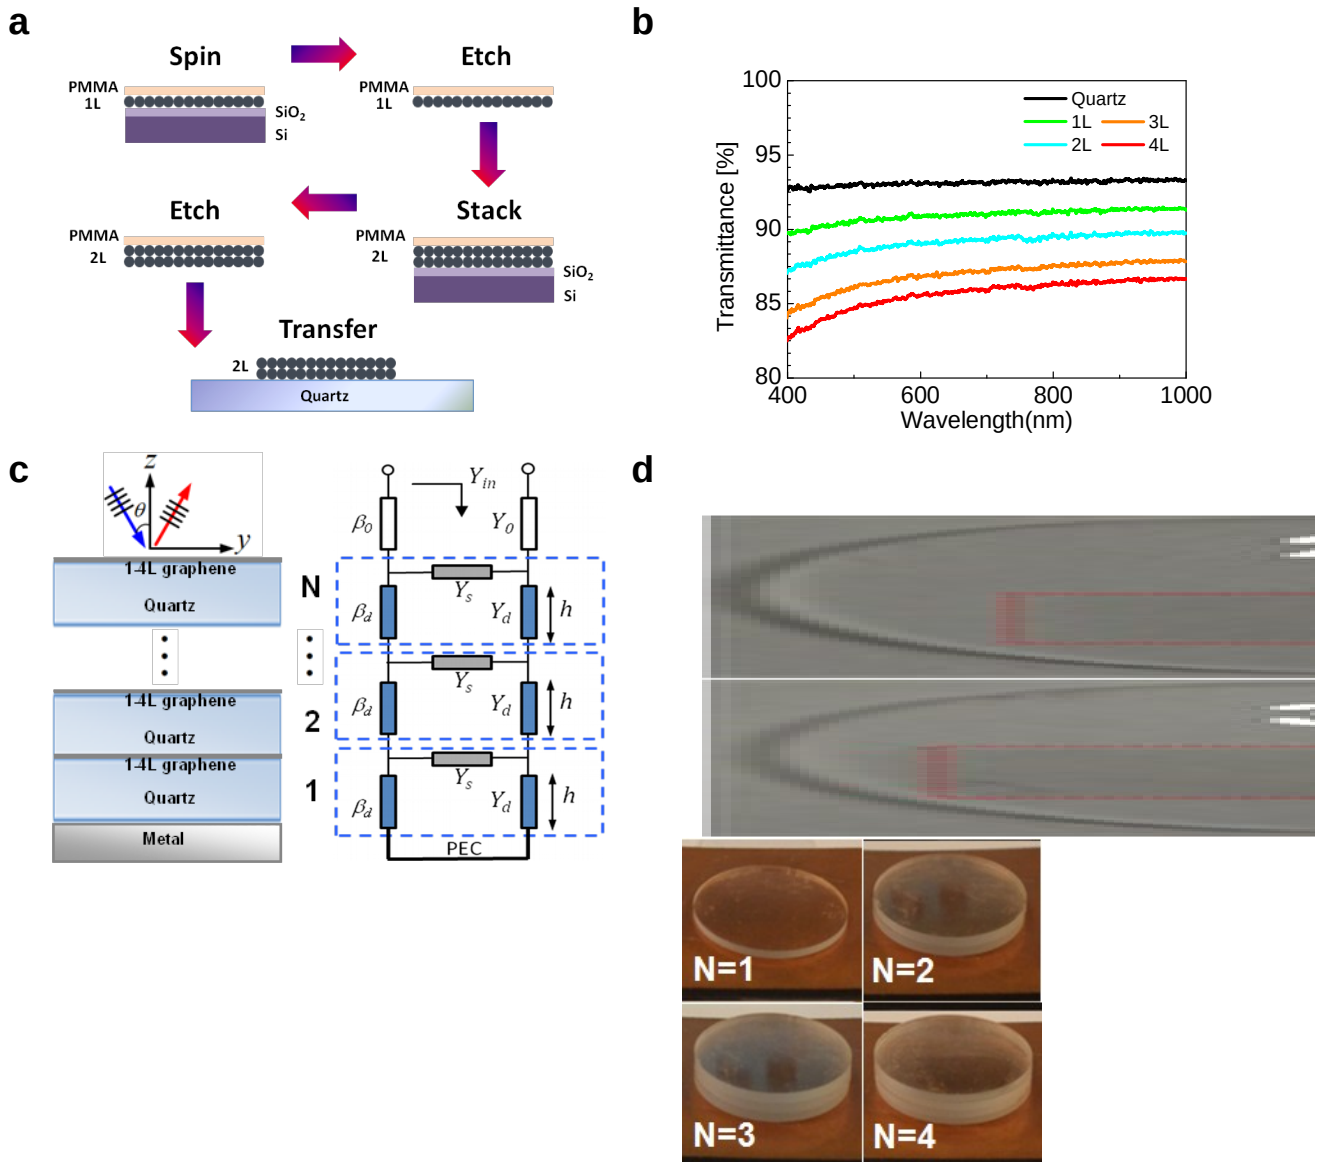 a
Spin
Etch
PMMA
1L
SiO₂
Si
PMMA
1L
Etch
Stack
PMMA
2L
PMMA
2L
SiO₂
Si
Transfer
2L
Quartz
b
100
95
90
85
80
Transmittance [%]
Quartz
1L
3L
2L
4L
400
600
800
1000
Wavelength(nm)
c
z
θ
y
1-4L graphene
Quartz
1-4L graphene
Quartz
1-4L graphene
Quartz
Metal
N
2
1
Yin
β0
Y0
Ys
βd
Yd
h
Ys
βd
Yd
h
Ys
βd
Yd
h
PEC
d
N=1
N=2
N=3
N=4